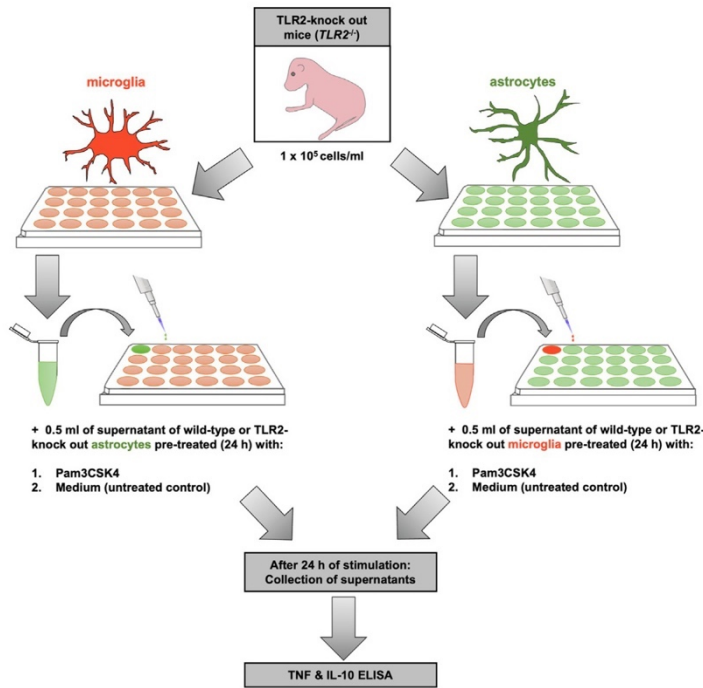 TLR2-knock out
mice (TLR2-/-)
microglia
astrocytes
1 x 10⁵ cells/ml
+ 0.5 ml of supernatant of wild-type or TLR2-
knock out astrocytes pre-treated (24 h) with:
1. Pam3CSK4
2. Medium (untreated control)
+ 0.5 ml of supernatant of wild-type or TLR2-
knock out microglia pre-treated (24 h) with:
1. Pam3CSK4
2. Medium (untreated control)
After 24 h of stimulation:
Collection of supernatants
TNF & IL-10 ELISA